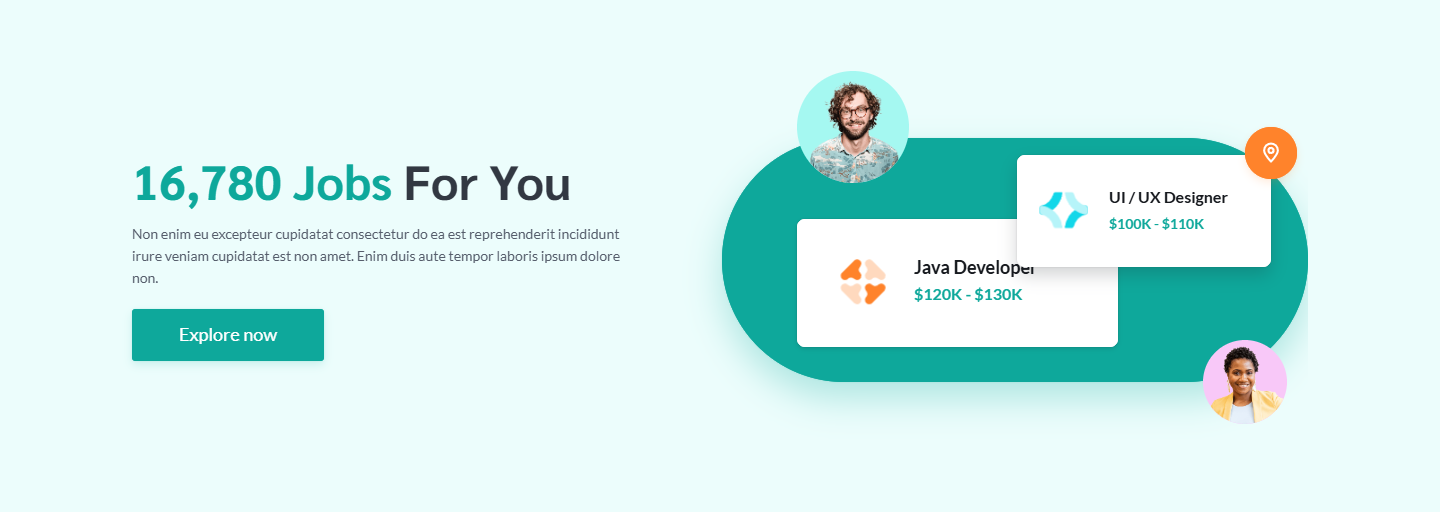 16,780 Jobs For You
Non enim eu excepteur cupidatat consectetur do ea est reprehenderit incididunt
irure veniam cupidatat est non amet. Enim duis aute tempor laboris ipsum dolore
non.
Explore now
UI / UX Designer
$100K - $110K
Java Developer
$120K - $130K